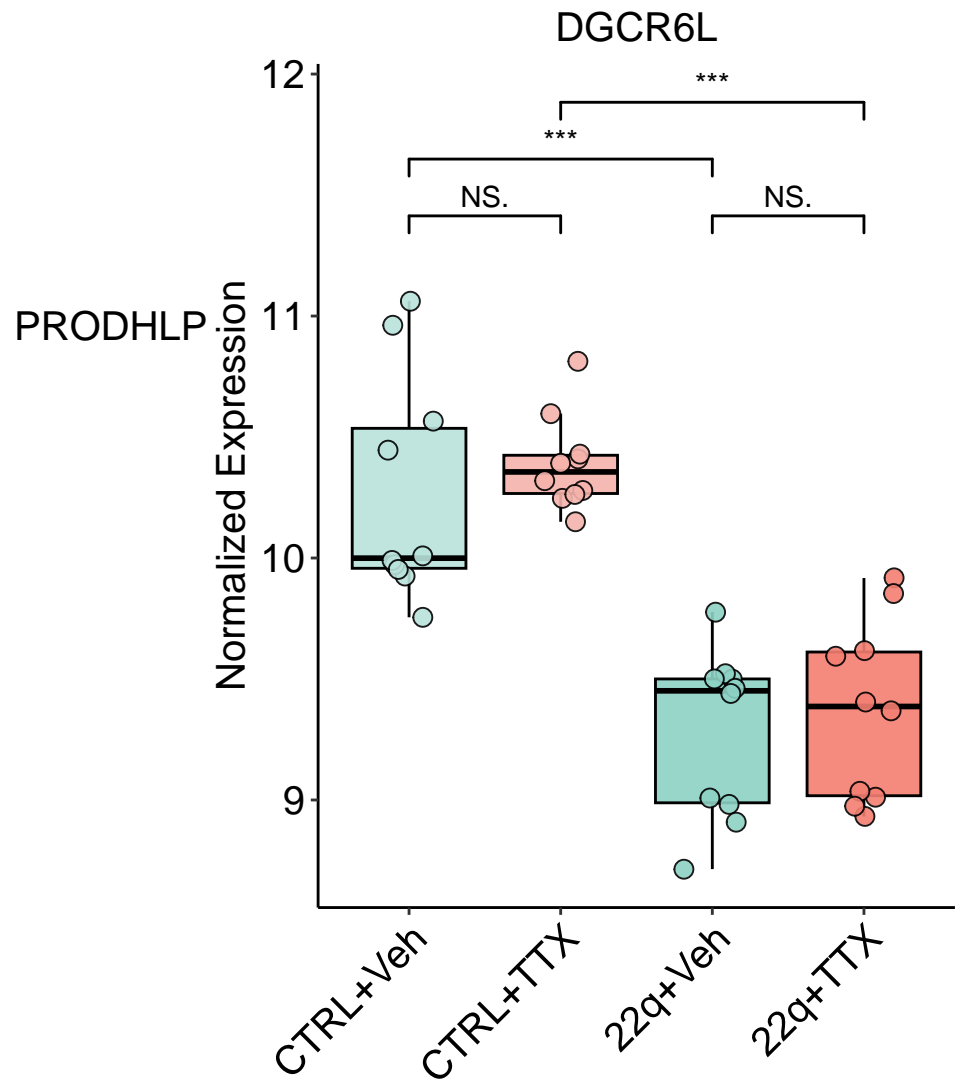 DGCR6L
12
***
***
NS.
NS.
11
PRODHLP
Normalized Expression
10
9
CTRL+Veh
CTRL+TTX
22q+Veh
22q+TTX